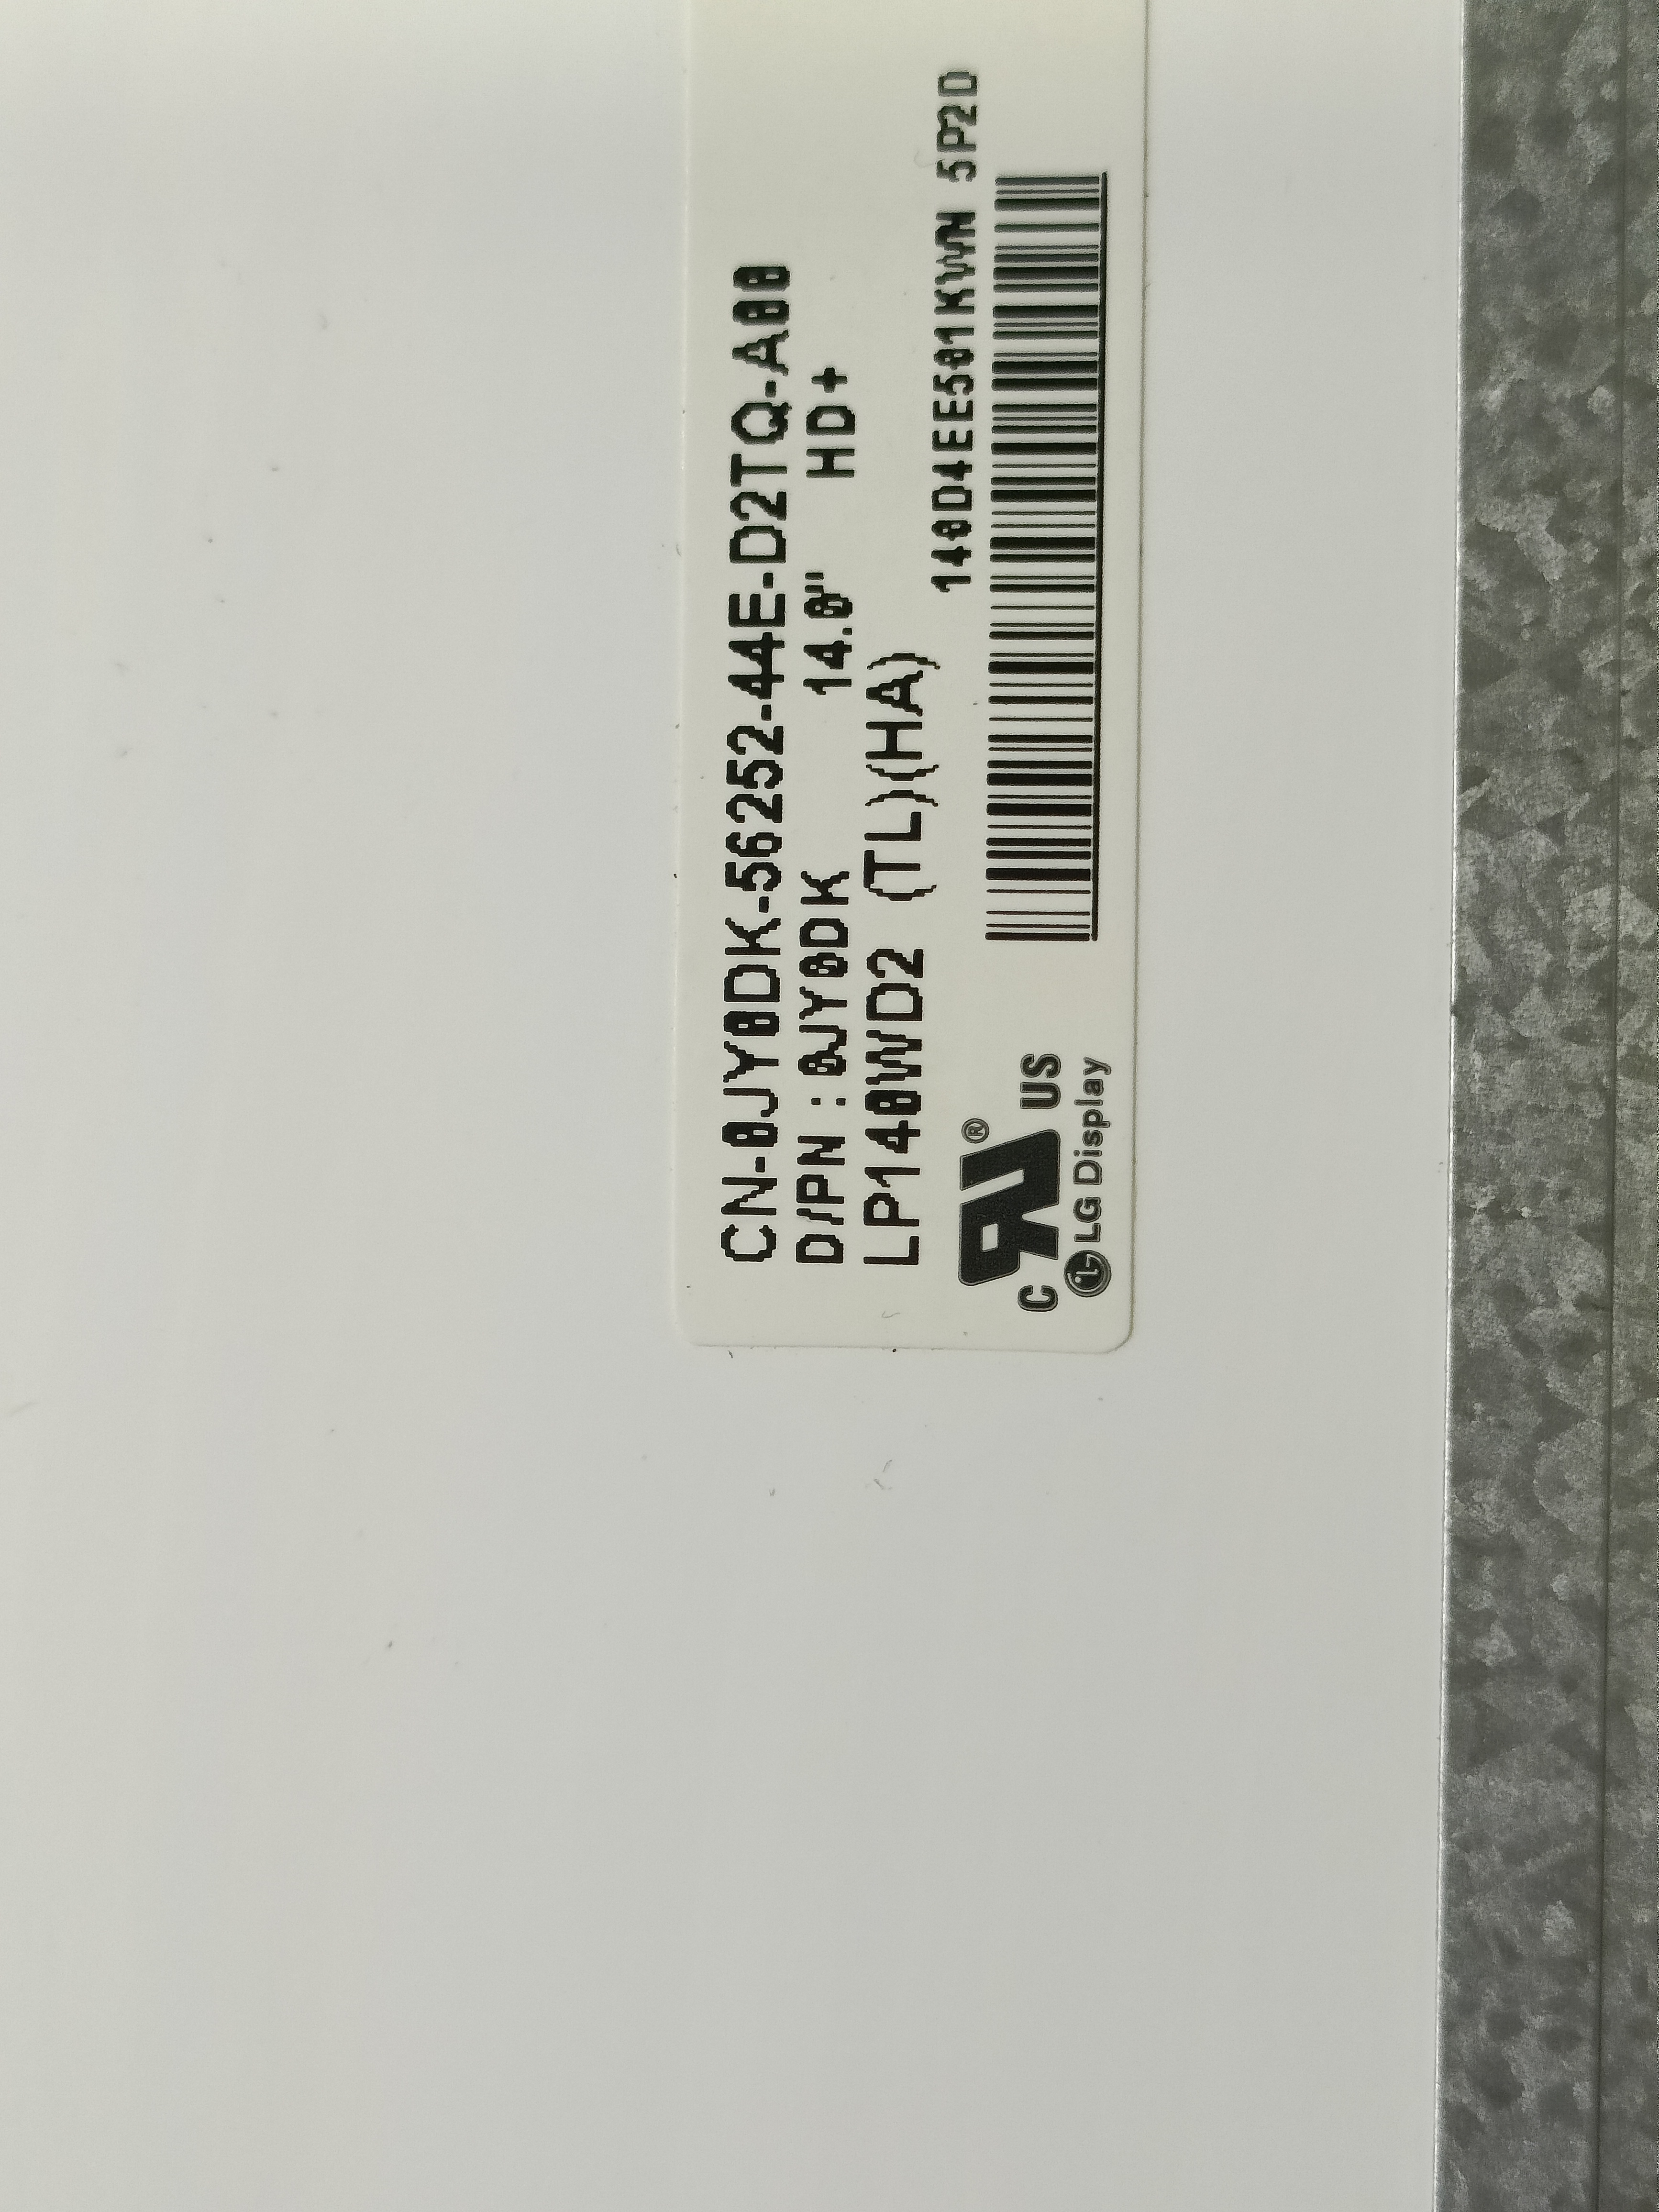 CN-0JY0DK-56252-44E-D2TQ-A00
D/PN : 0JY0DK 14.0" HD+
LP140WD2 (TL)(HA)
140D4EE501KWN 5P2D
c RU ® US
LG Display